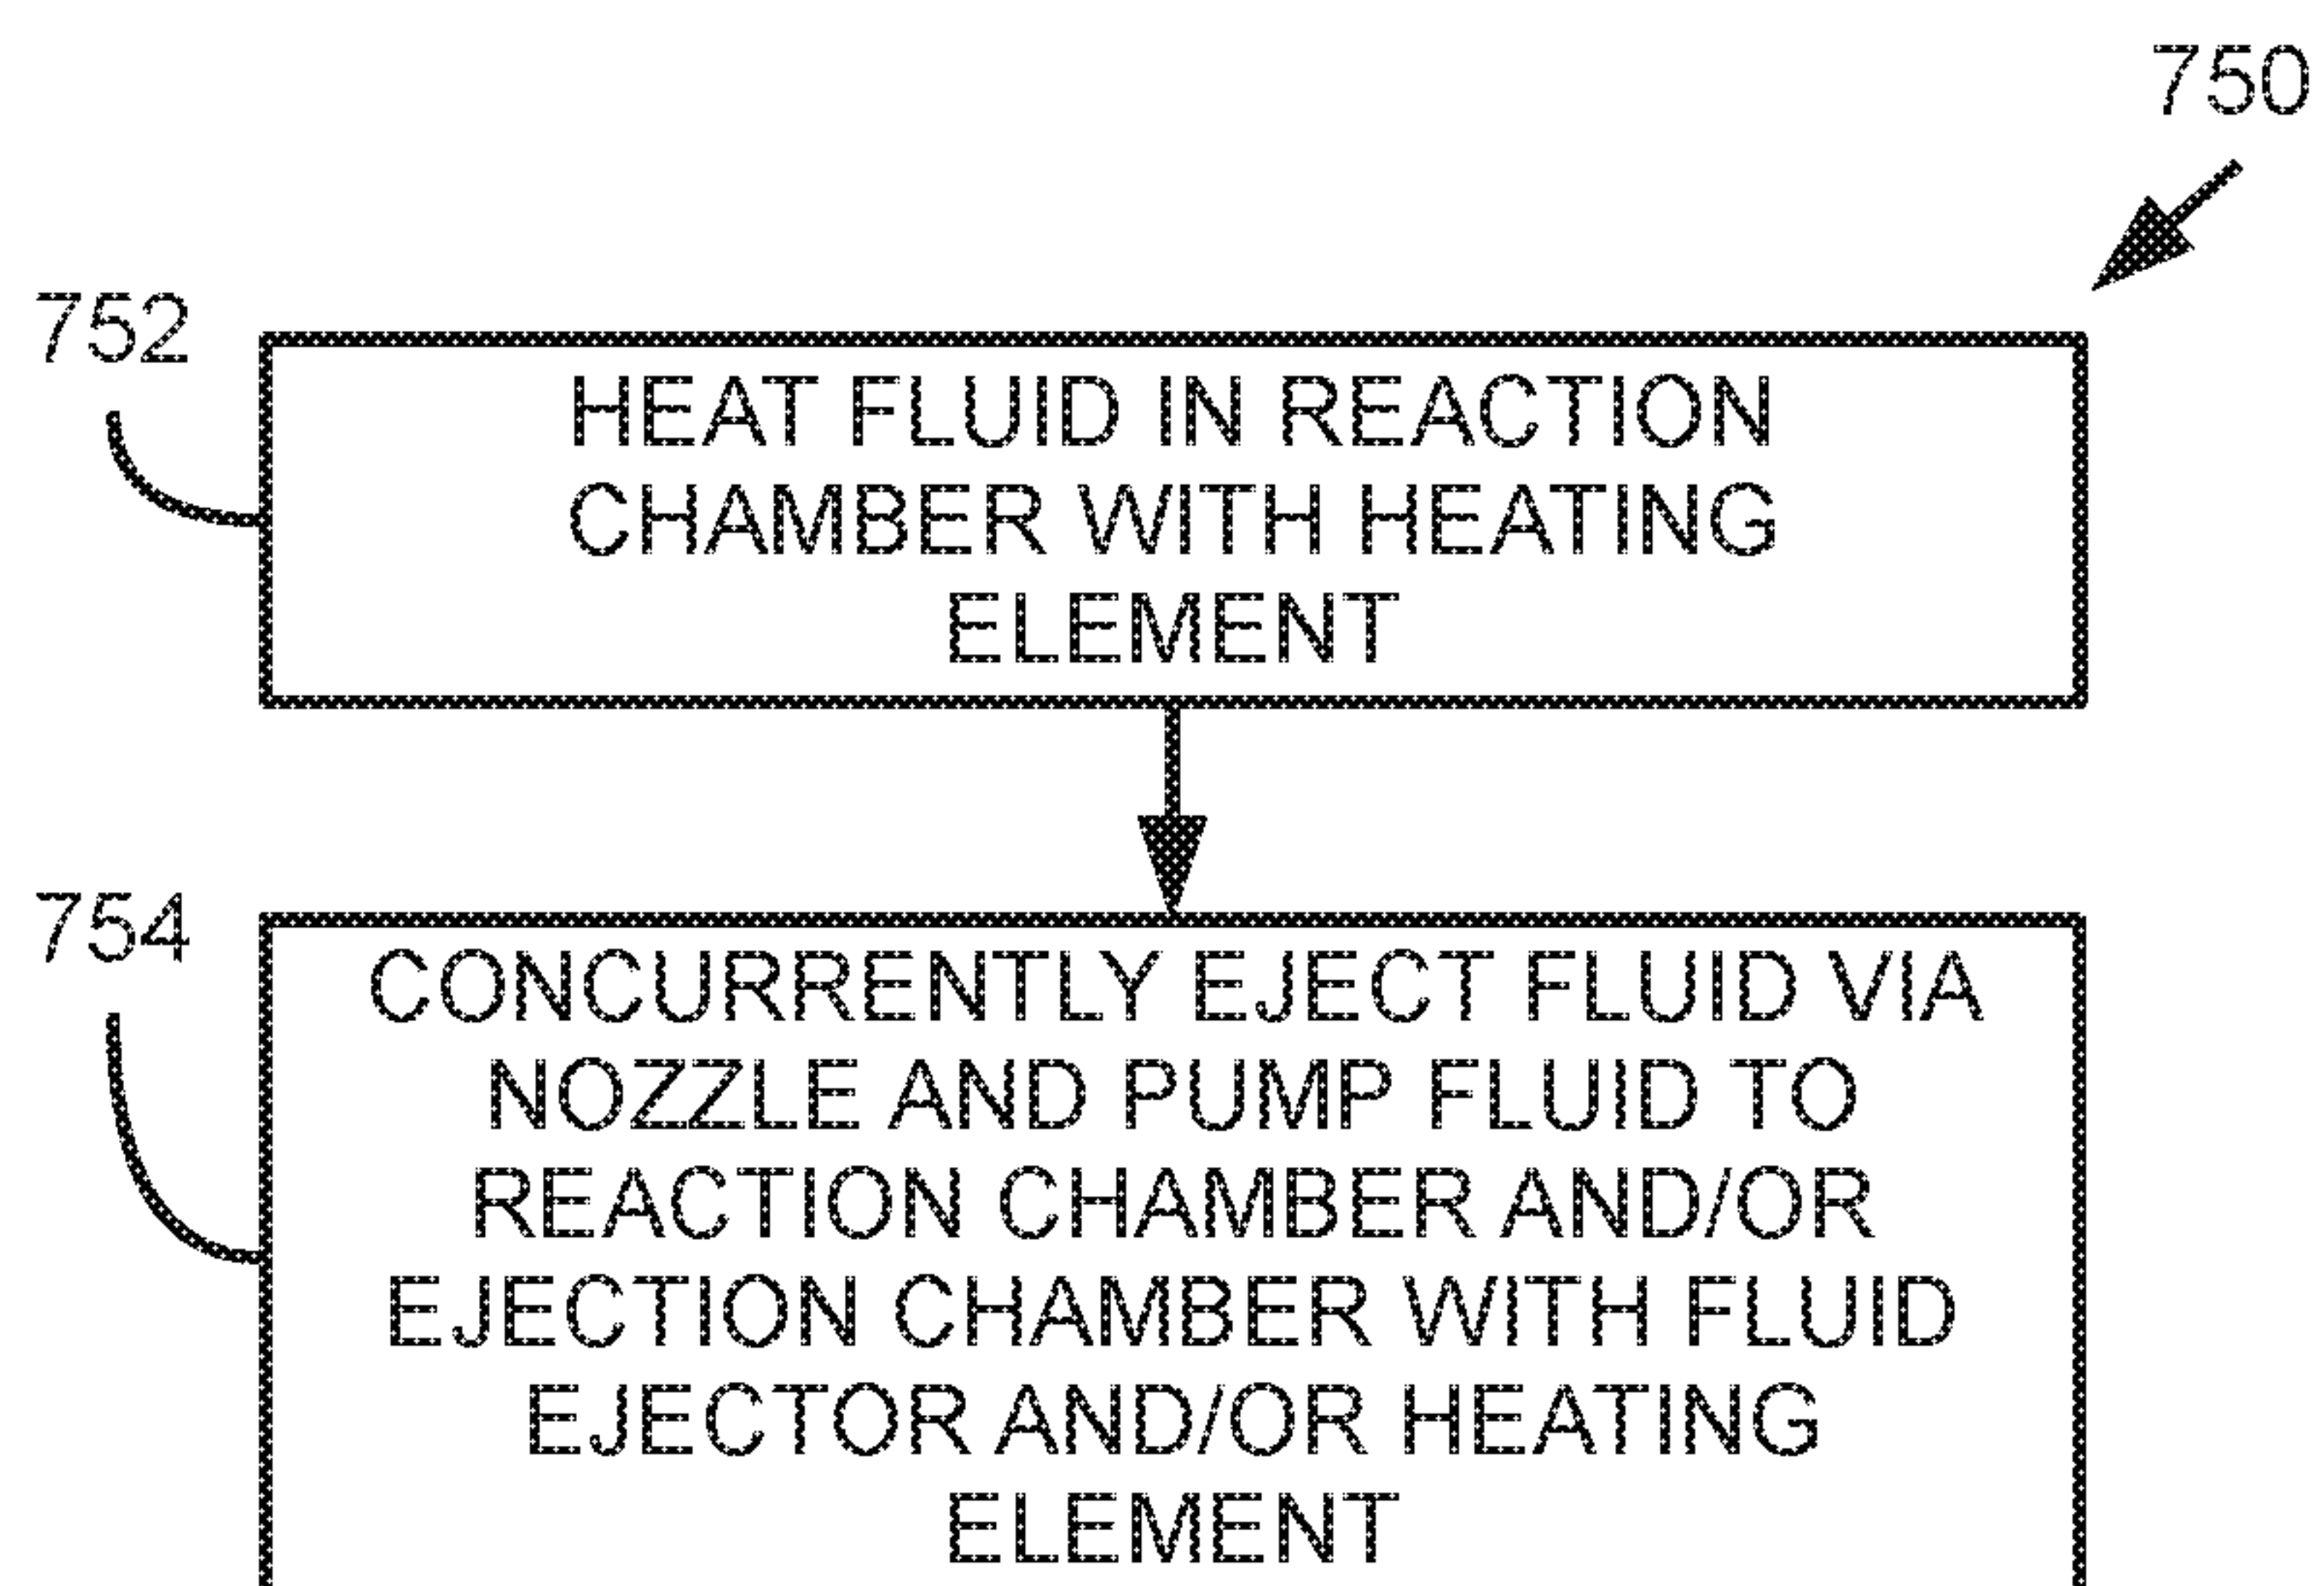 750
752
HEAT FLUID IN REACTION
CHAMBER WITH HEATING
ELEMENT
754
CONCURRENTLY EJECT FLUID VIA
NOZZLE AND PUMP FLUID TO
REACTION CHAMBER AND/OR
EJECTION CHAMBER WITH FLUID
EJECTOR AND/OR HEATING
ELEMENT